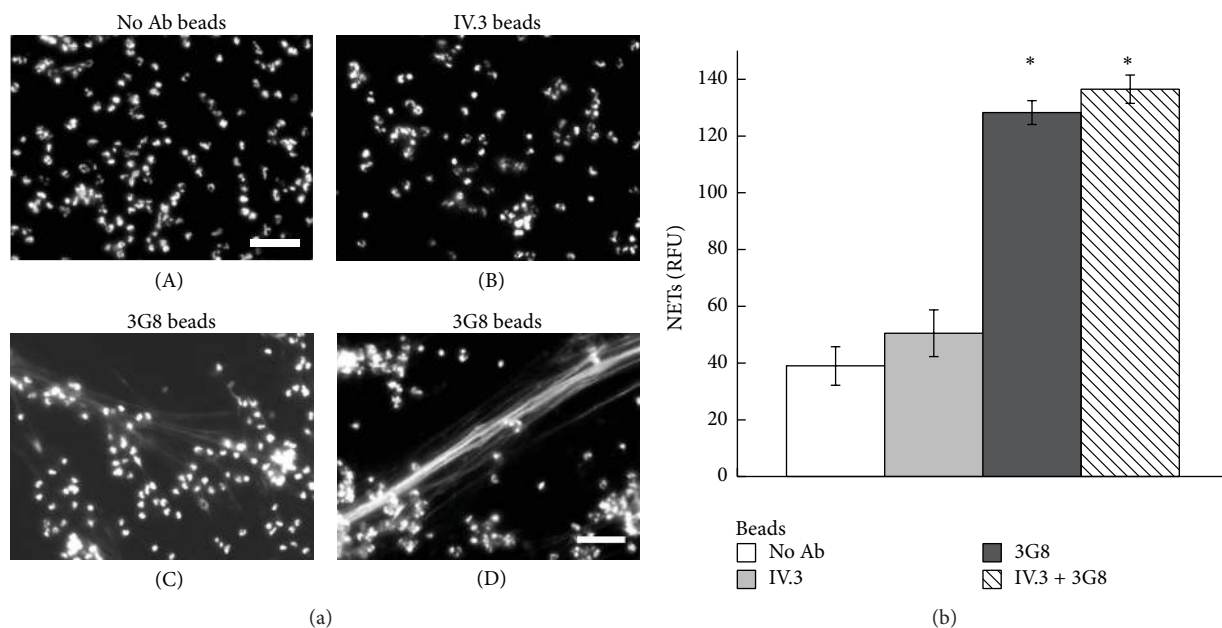 No Ab beads
IV.3 beads
(A)
(B)
3G8 beads
3G8 beads
(C)
(D)
(a)
NETs (RFU)
140
120
100
80
60
40
20
0
*
*
Beads
No Ab
IV.3
3G8
IV.3 + 3G8
(b)